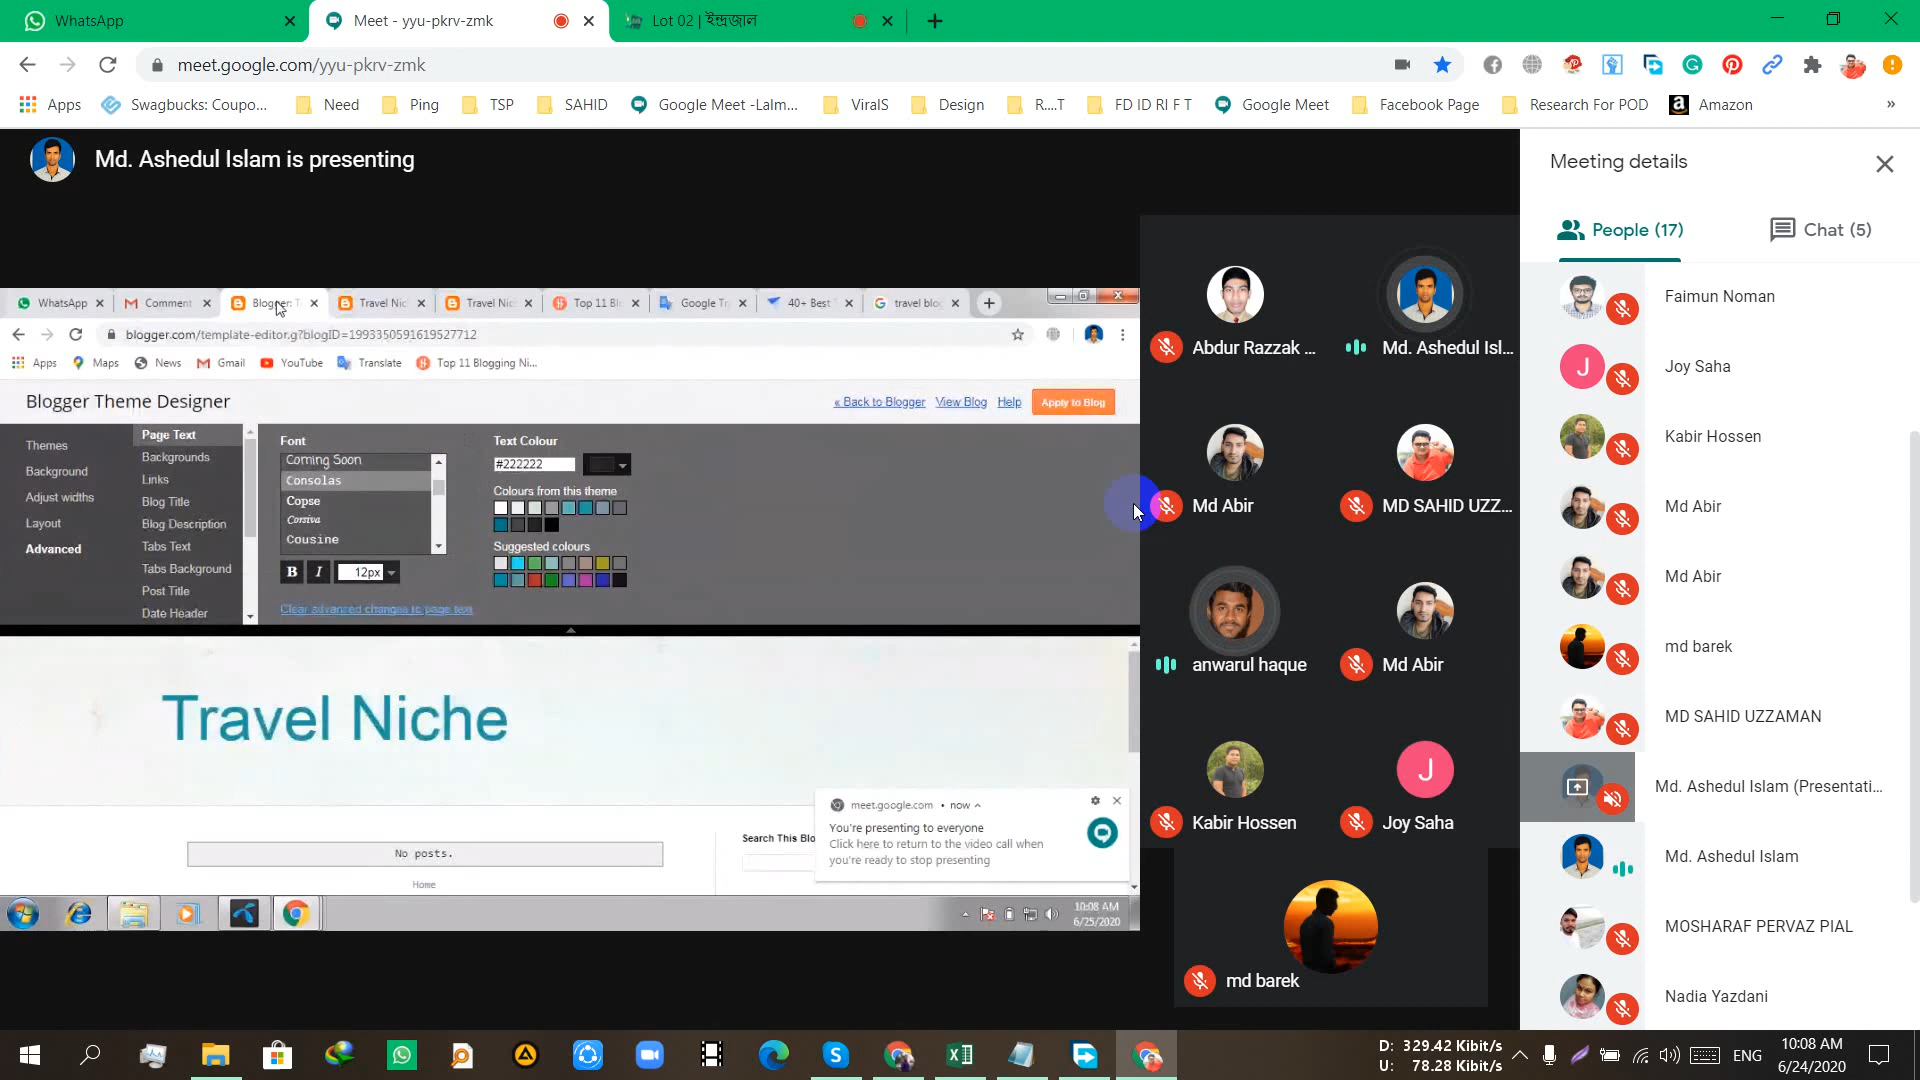 WhatsApp
Meet - yyu-pkrv-zmk
Lot 02 | ইন্দ্রজাল
meet.google.com/yyu-pkrv-zmk
Apps
Swagbucks: Coupo...
Need
Ping
TSP
SAHID
Google Meet -Lalm...
ViralS
Design
R....T
FD ID RI F T
Google Meet
Facebook Page
Research For POD
Amazon
»
Md. Ashedul Islam is presenting
WhatsApp
Comment
Blogger: T
Travel Nic
Travel Nic
Top 11 Bl
Google Tr
40+ Best
travel blo
blogger.com/template-editor.g?blogID=1993350591619527712
Apps
Maps
News
Gmail
YouTube
Translate
Top 11 Blogging Ni...
Blogger Theme Designer
« Back to Blogger
View Blog
Help
Apply to Blog
Themes
Background
Adjust widths
Layout
Advanced
Page Text
Backgrounds
Links
Blog Title
Blog Description
Tabs Text
Tabs Background
Post Title
Date Header
Font
Coming Soon
Consolas
Copse
Corsiva
Cousine
B
I
12px
Clear advanced changes to page text
Text Colour
#222222
Colours from this theme
Suggested colours
Travel Niche
No posts.
Home
Search This Blo
meet.google.com • now
You're presenting to everyone
Click here to return to the video call when
you're ready to stop presenting
10:08 AM
6/25/2020
Abdur Razzak ...
Md. Ashedul Isl...
Md Abir
MD SAHID UZZ...
anwarul haque
Md Abir
Kabir Hossen
J
Joy Saha
md barek
Meeting details
People (17)
Chat (5)
Faimun Noman
J
Joy Saha
Kabir Hossen
Md Abir
Md Abir
md barek
MD SAHID UZZAMAN
Md. Ashedul Islam (Presentati...
Md. Ashedul Islam
MOSHARAF PERVAZ PIAL
Nadia Yazdani
D: 329.42 Kibit/s
U: 78.28 Kibit/s
ENG
10:08 AM
6/24/2020